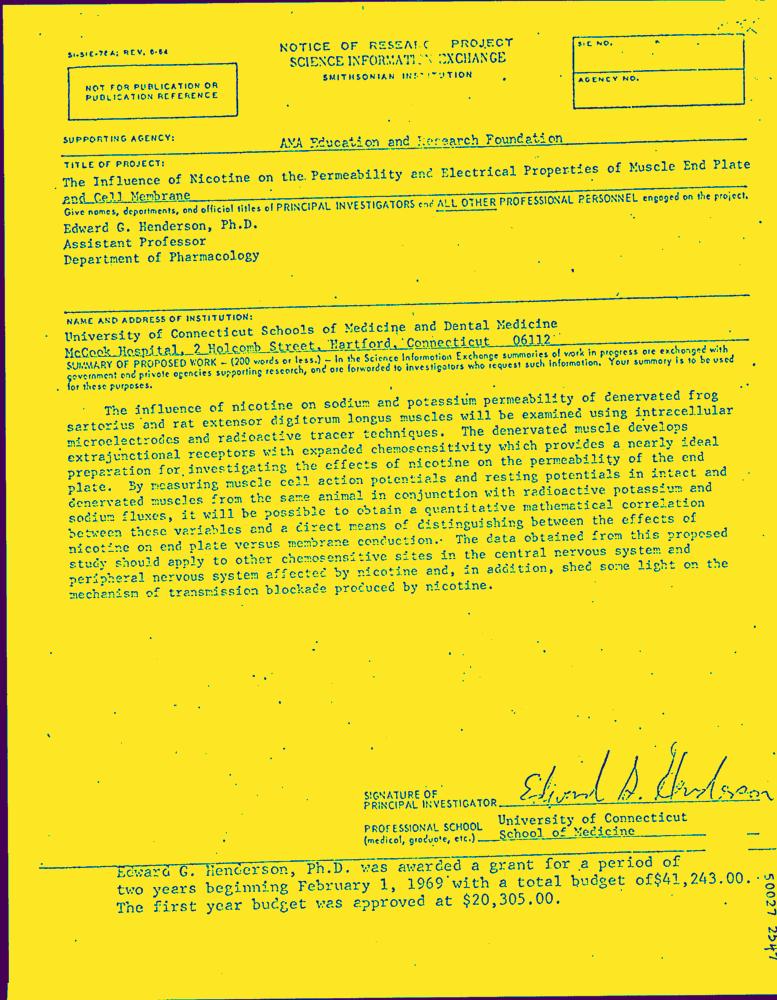 SI-SIE-78A; REV. 6-64
NOTICE OF PROJECT
SCIENCE EXCHANGE
SMITHSONIAN INSTITUTION
NOT FOR PUBLICATION OR
PUBLICATION REFERENCE
SIE NO.
AGENCY NO.
SUPPORTING AGENCY:
AMA Education and Research Foundation
TITLE OF PROJECT:
The Influence of Nicotine on the Permeability and Electrical Properties of Muscle End Plate
and Cell Membrane
Give names, departments, and official titles of PRINCIPAL INVESTIGATORS and ALL OTHER PROFESSIONAL PERSONNEL engaged on the project.
Edward G. Henderson, Ph.D.
Assistant Professor
Department of Pharmacology
NAME AND ADDRESS OF INSTITUTION:
University of Connecticut Schools of Medicine and Dental Medicine
McCook Hospital, 2 Holcomb Street, Hartford, Connecticut 06112
SUMMARY OF PROPOSED WORK - (200 words or less.) - In the Science Information Exchange summaries of work in progress are exchanged with
government and private agencies supporting research, and are forwarded to investigators who request such information. Your summary is to be used
for these purposes.
The influence of nicotine on sodium and potassium permeability of denervated frog
sartorius and rat extensor digitorum longus muscles will be examined using intracellular
microelectrodes and radioactive tracer techniques. The denervated muscle develops
extrajunctional receptors with expanded chemosensitivity which provides a nearly ideal
preparation for investigating the effects of nicotine on the permeability of the end
plate. By measuring muscle cell action potentials and resting potentials in intact and
denervated muscles from the same animal in conjunction with radioactive potassium and
sodium fluxes, it will be possible to obtain a quantitative mathematical correlation
between these variables and a direct means of distinguishing between the effects of
nicotine on end plate versus membrane conduction. The data obtained from this proposed
study should apply to other chemosensitive sites in the central nervous system and
peripheral nervous system affected by nicotine and, in addition, shed some light on the
mechanism of transmission blockade produced by nicotine.
SIGNATURE OF
PRINCIPAL INVESTIGATOR Edward G. Henderson
PROFESSIONAL SCHOOL University of Connecticut
(medical, graduate, etc.) School of Medicine
Edward G. Henderson, Ph.D. was awarded a grant for a period of
two years beginning February 1, 1969 with a total budget of$41,243.00.
The first year budget was approved at $20,305.00.
50027 2547